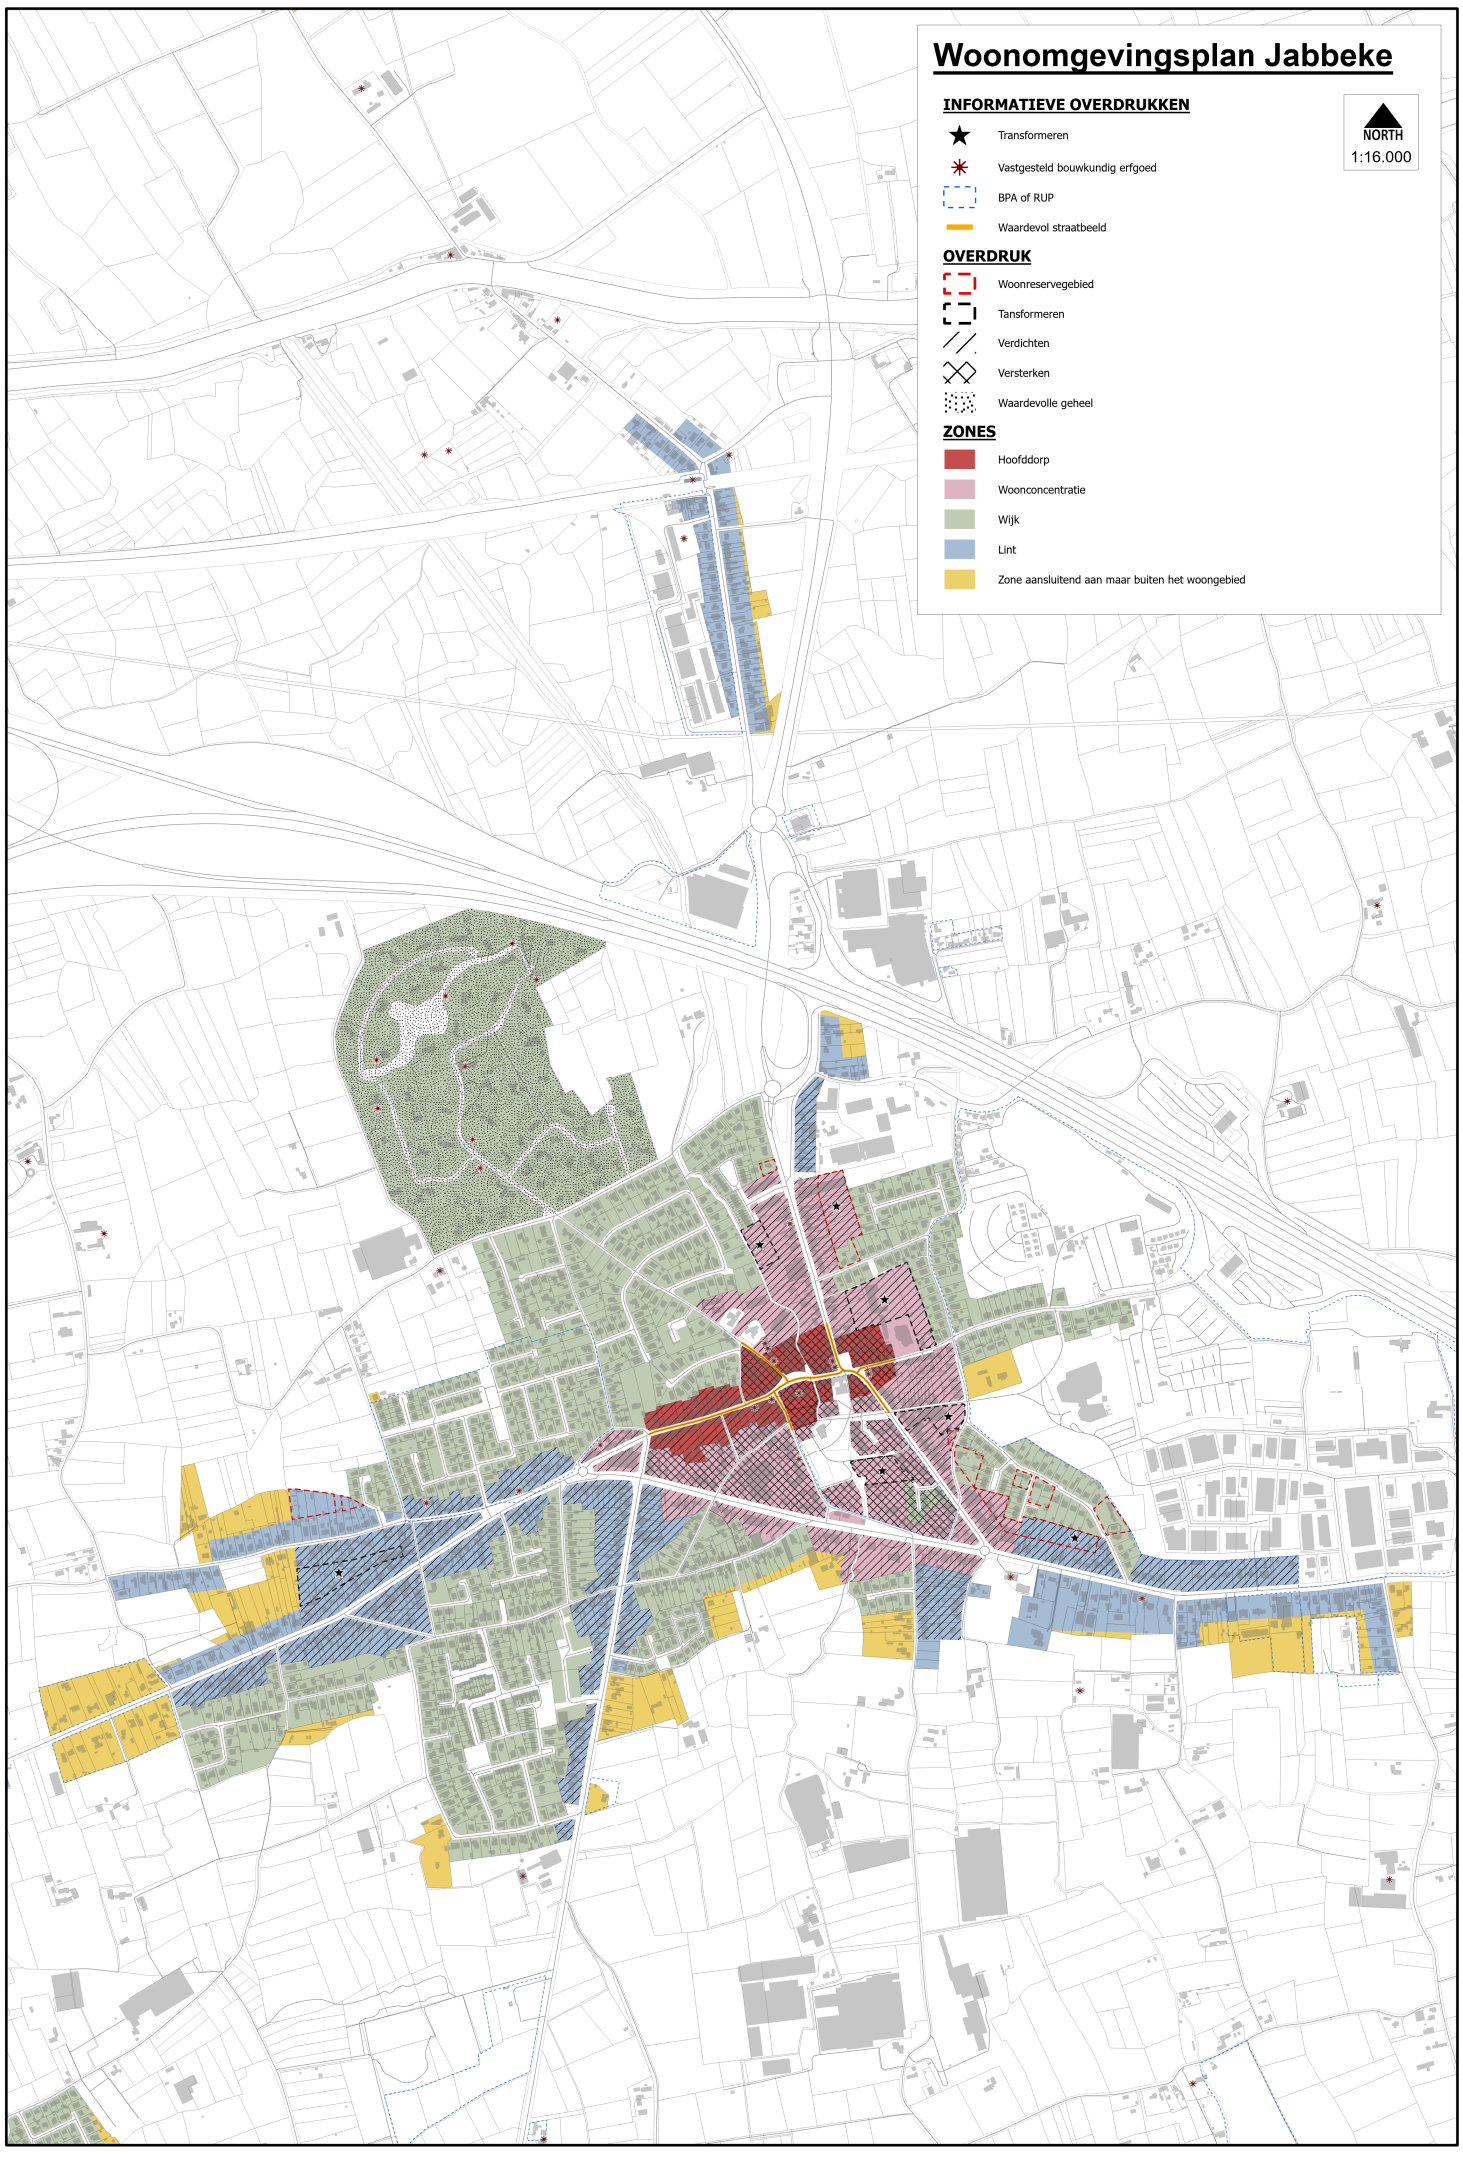 Woonomgevingsplan Jabbeke
INFORMATIEVE OVERDRUKKEN
NORTH
1:16.000
Transformeren
Vastgesteld bouwkundig erfgoed
BPA of RUP
Waardevol straatbeeld
OVERDRUK
Woonreservegebied
Tansformeren
Verdichten
Versterken
Waardevolle geheel
ZONES
Hoofddorp
Woonconcentratie
Wijk
Lint
Zone aansluitend aan maar buiten het woongebied